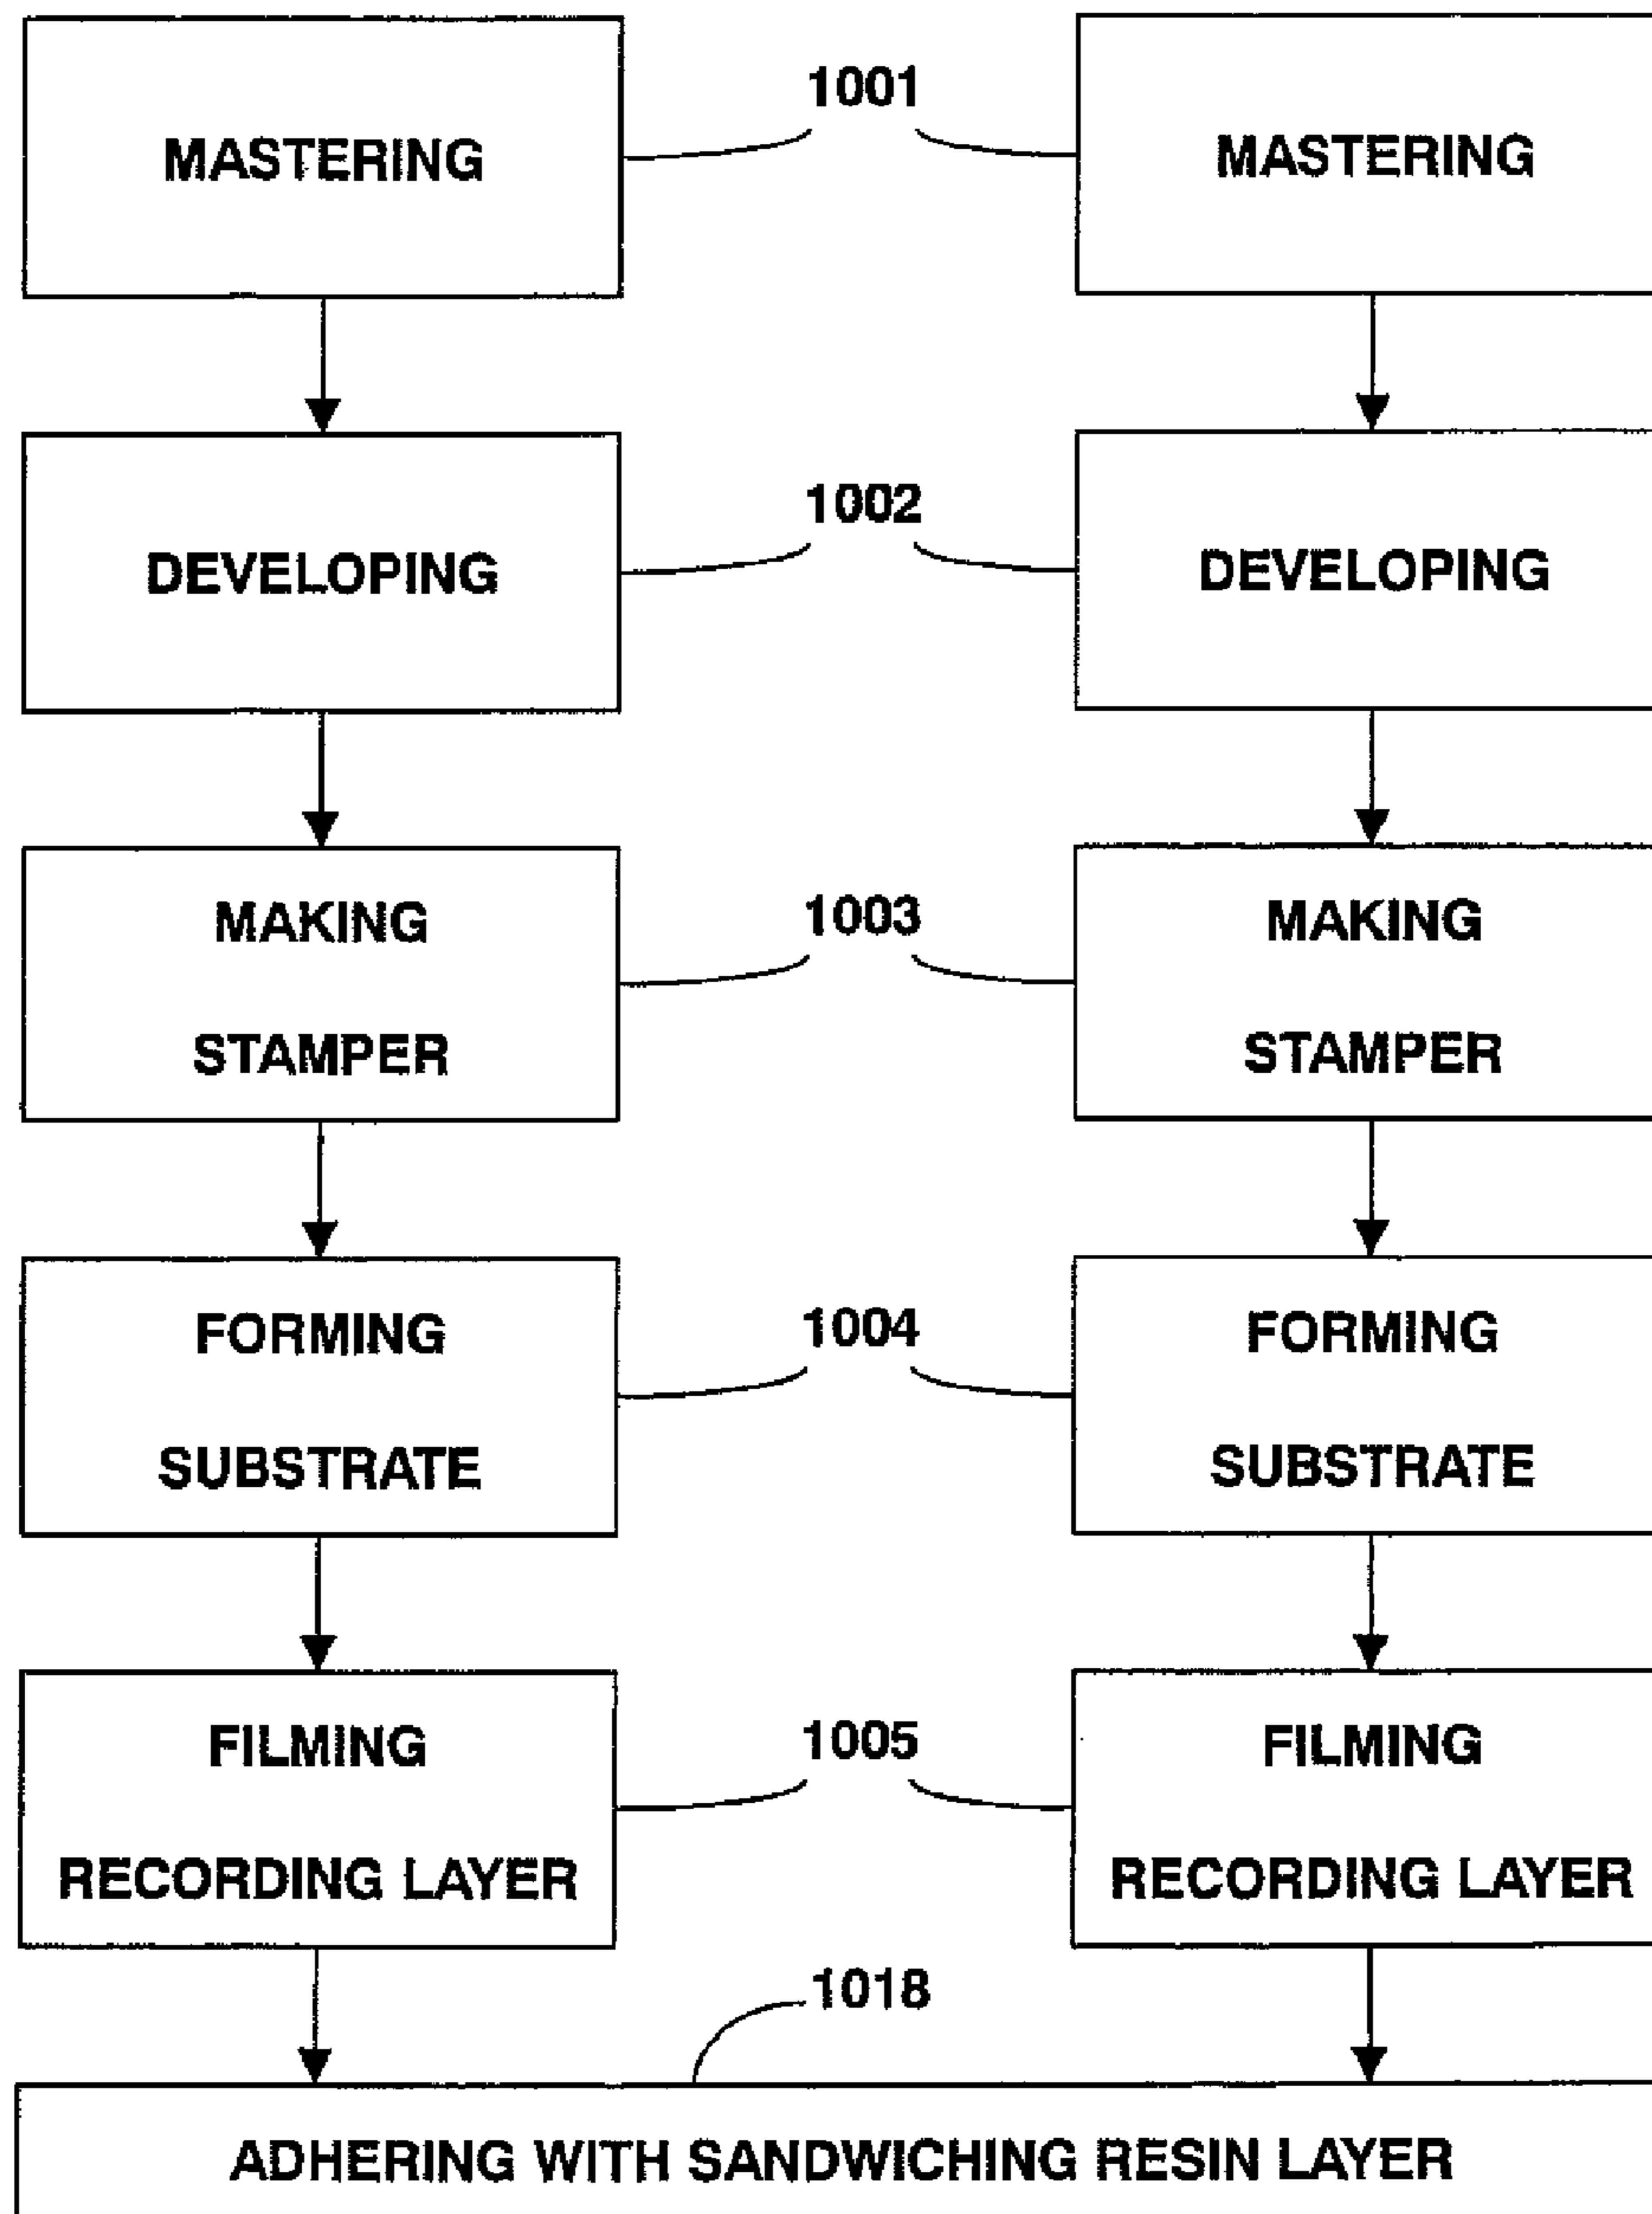 MASTERING
1001
MASTERING
DEVELOPING
1002
DEVELOPING
MAKING
STAMPER
1003
MAKING
STAMPER
FORMING
SUBSTRATE
1004
FORMING
SUBSTRATE
FILMING
RECORDING LAYER
1005
FILMING
RECORDING LAYER
1018
ADHERING WITH SANDWICHING RESIN LAYER